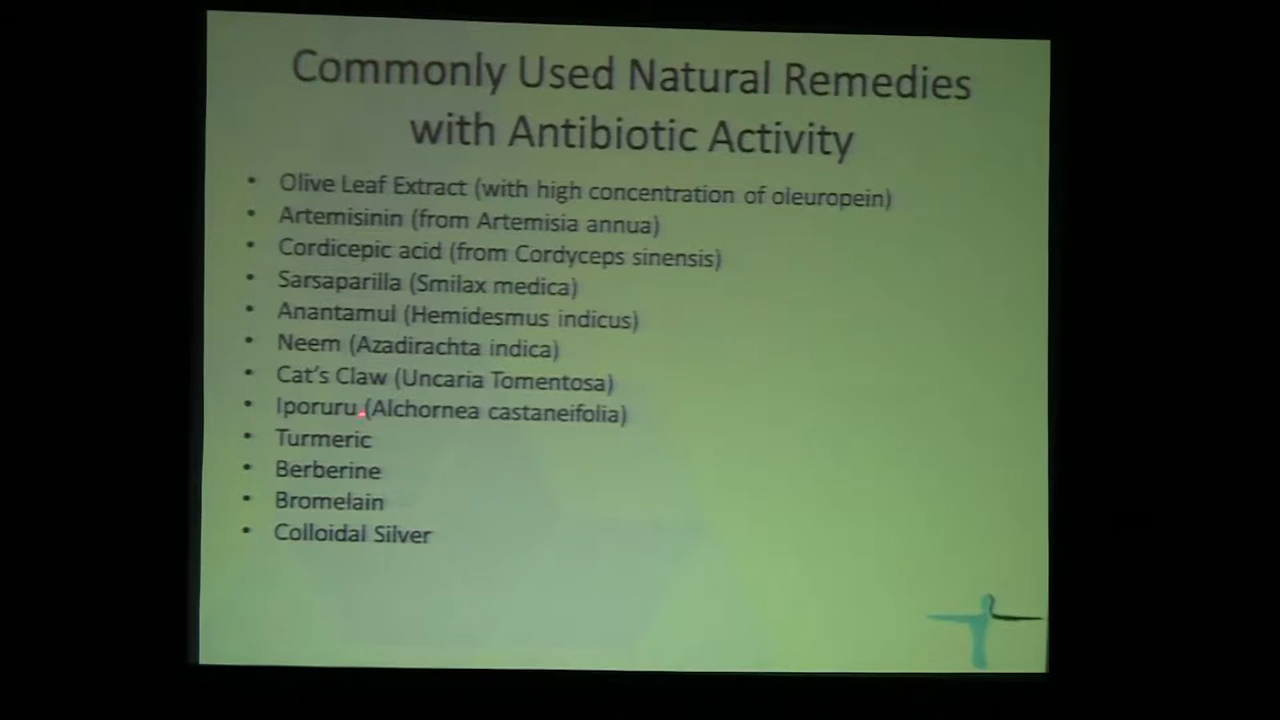 Commonly Used Natural Remedies
with Antibiotic Activity
• Olive Leaf Extract (with high concentration of oleuropein)
• Artemisinin (from Artemisia annua)
• Cordicepic acid (from Cordyceps sinensis)
• Sarsaparilla (Smilax medica)
• Anantamul (Hemidesmus indicus)
• Neem (Azadirachta indica)
• Cat's Claw (Uncaria Tomentosa)
• Iporuru (Alchornea castaneifolia)
• Turmeric
• Berberine
• Bromelain
• Colloidal Silver